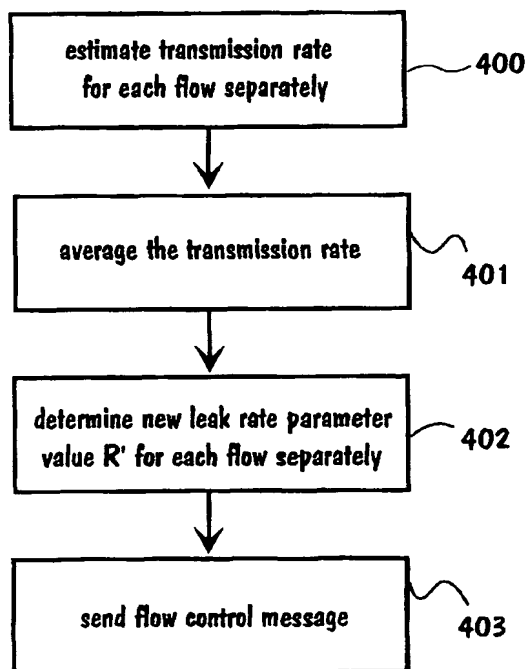 estimate transmission rate
for each flow separately
400
average the transmission rate
401
determine new leak rate parameter
value R' for each flow separately
402
send flow control message
403